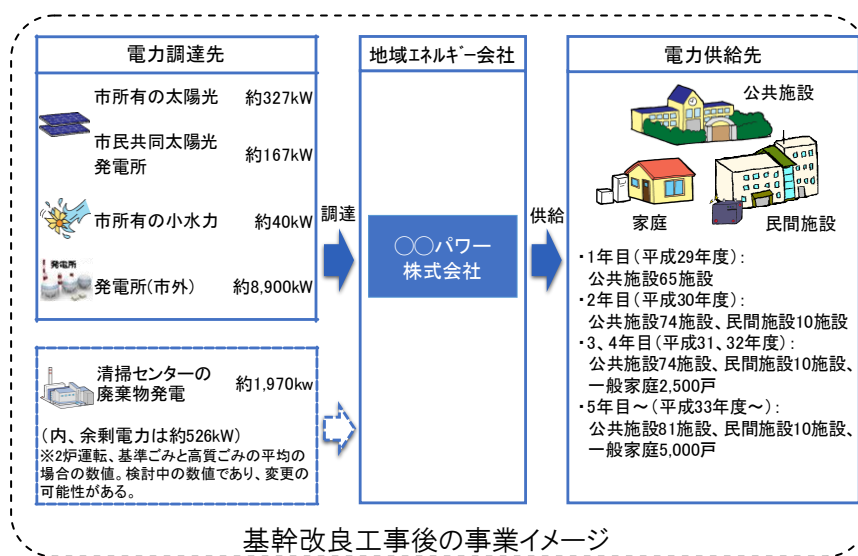 電力調達先
市所有の太陽光 約327kW
市民共同太陽光
発電所 約167kW
市所有の小水力 約40kW
発電所
発電所(市外) 約8,900kW
清掃センターの
廃棄物発電 約1,970kw
(内、余剰電力は約526kW)
※2炉運転、基準ごみと高質ごみの平均の
場合の数値。検討中の数値であり、変更の
可能性がある。
調達
地域エネルギー会社
○○パワー
株式会社
供給
電力供給先
公共施設
家庭
民間施設
・1年目(平成29年度):
公共施設65施設
・2年目(平成30年度):
公共施設74施設、民間施設10施設
・3、4年目(平成31、32年度):
公共施設74施設、民間施設10施設、
一般家庭2,500戸
・5年目~(平成33年度~):
公共施設81施設、民間施設10施設、
一般家庭5,000戸
基幹改良工事後の事業イメージ